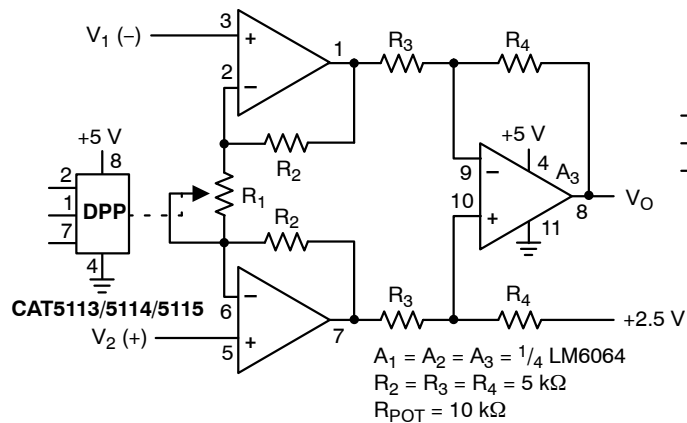 V1 (−)
3
+
1
2
−
R3
R4
R2
+5 V
8
2
1
7
DPP
4
R1
R2
CAT5113/5114/5115
−
6
V2 (+)
5
+
7
+5 V
4
A3
9
−
10
+
8
11
VO
R3
R4
+2.5 V
A1 = A2 = A3 = 1/4 LM6064
R2 = R3 = R4 = 5 kΩ
RPOT = 10 kΩ